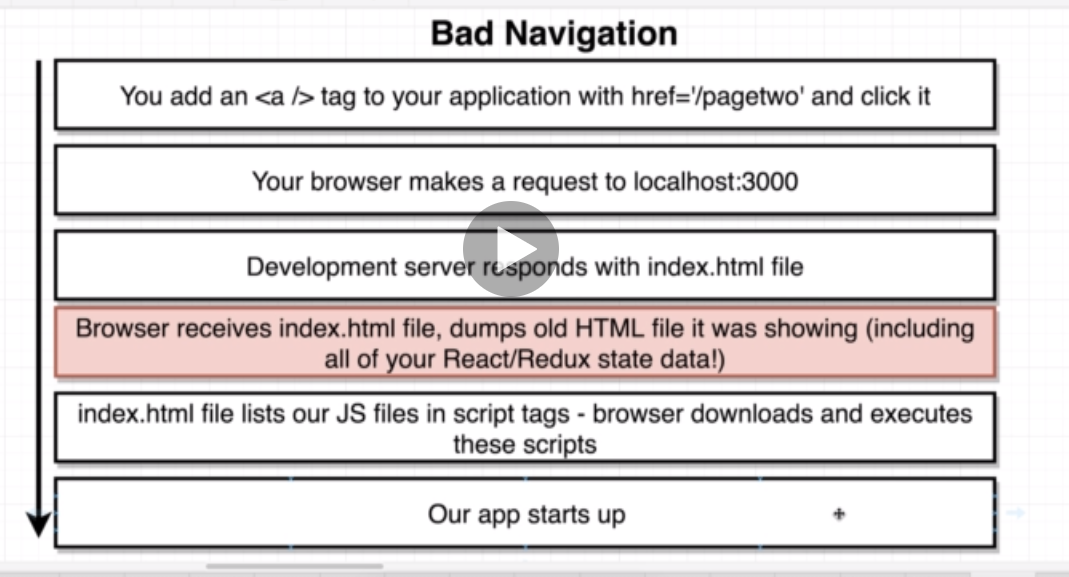 Bad Navigation
You add an <a /> tag to your application with href='/pagetwo' and click it
Your browser makes a request to localhost:3000
Development server responds with index.html file
Browser receives index.html file, dumps old HTML file it was showing (including
all of your React/Redux state data!)
index.html file lists our JS files in script tags - browser downloads and executes
these scripts
Our app starts up